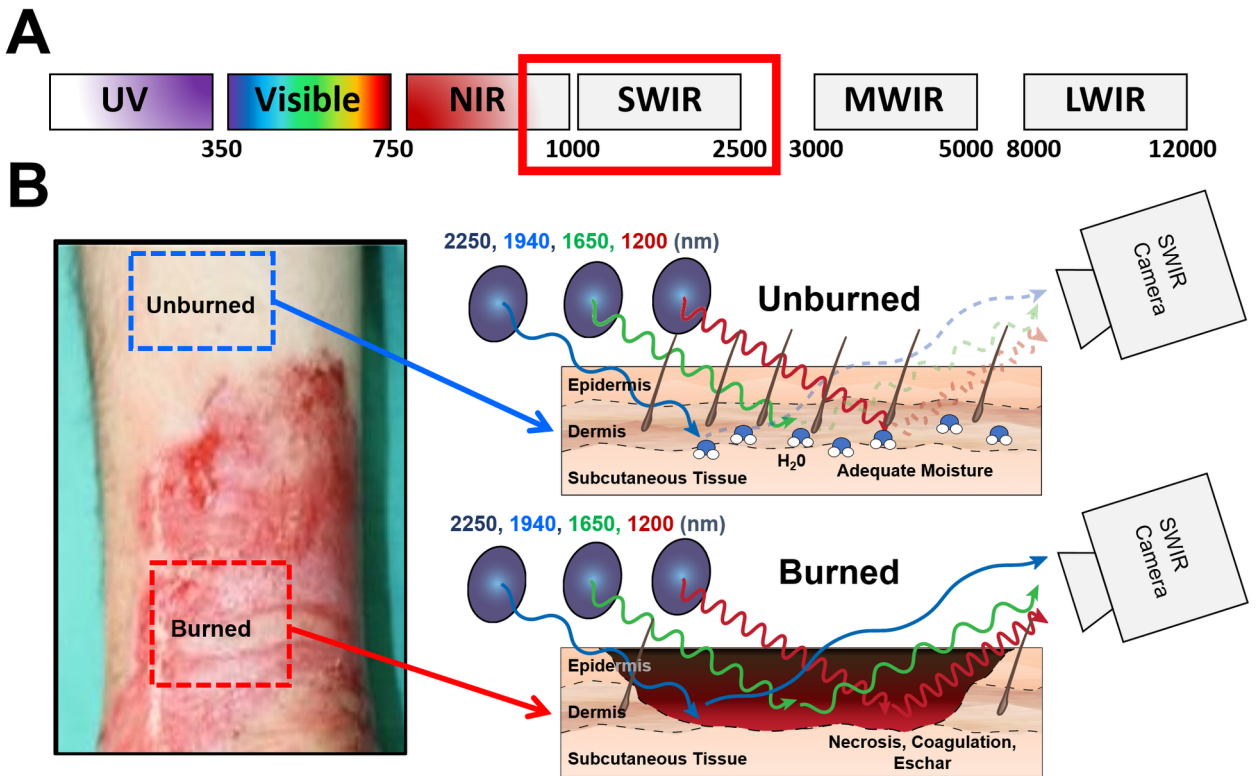 A
UV
Visible
NIR
SWIR
MWIR
LWIR
350
750
1000
2500
3000
5000
8000
12000
B
Unburned
Burned
2250, 1940, 1650, 1200 (nm)
Unburned
SWIR
Camera
Epidermis
Dermis
H20
Subcutaneous Tissue
Adequate Moisture
2250, 1940, 1650, 1200 (nm)
Burned
SWIR
Camera
Epidermis
Dermis
Subcutaneous Tissue
Necrosis, Coagulation,
Eschar